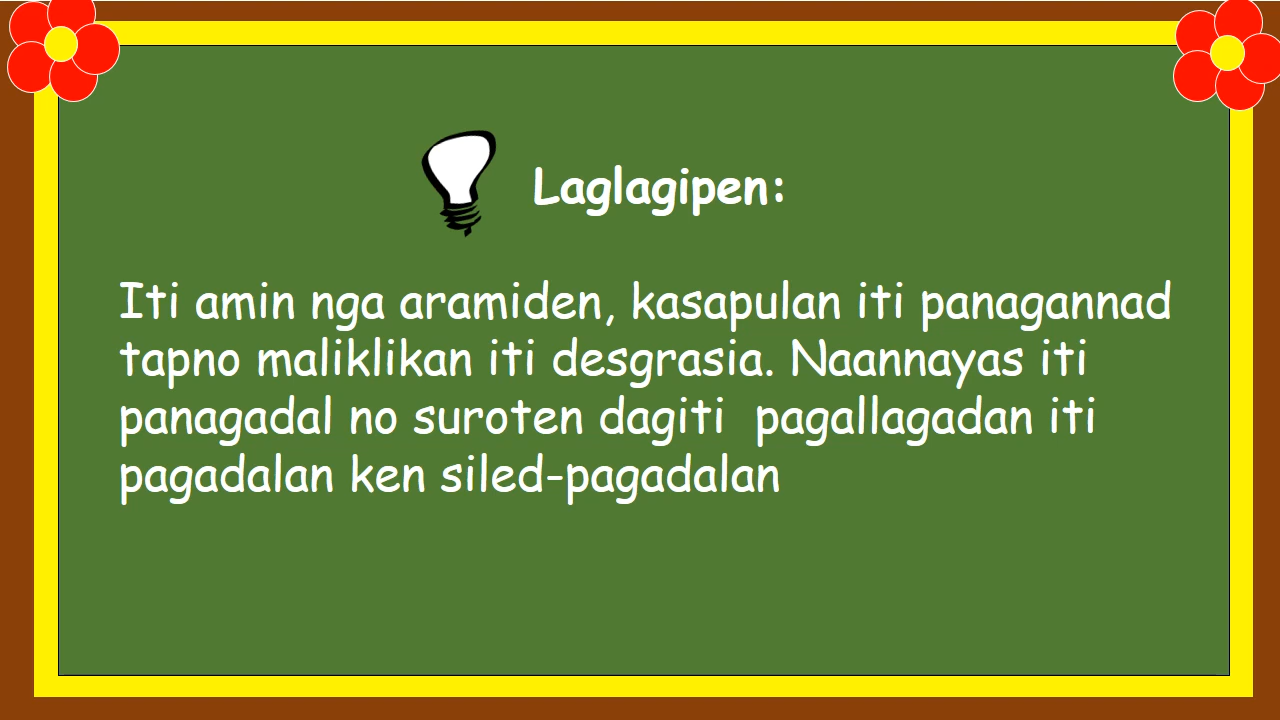 Laglagipen:
Iti amin nga aramiden, kasapulan iti panagannad
tapno maliklikan iti desgrasia. Naannayas iti
panagadal no suroten dagiti  pagallagadan iti
pagadalan ken siled-pagadalan